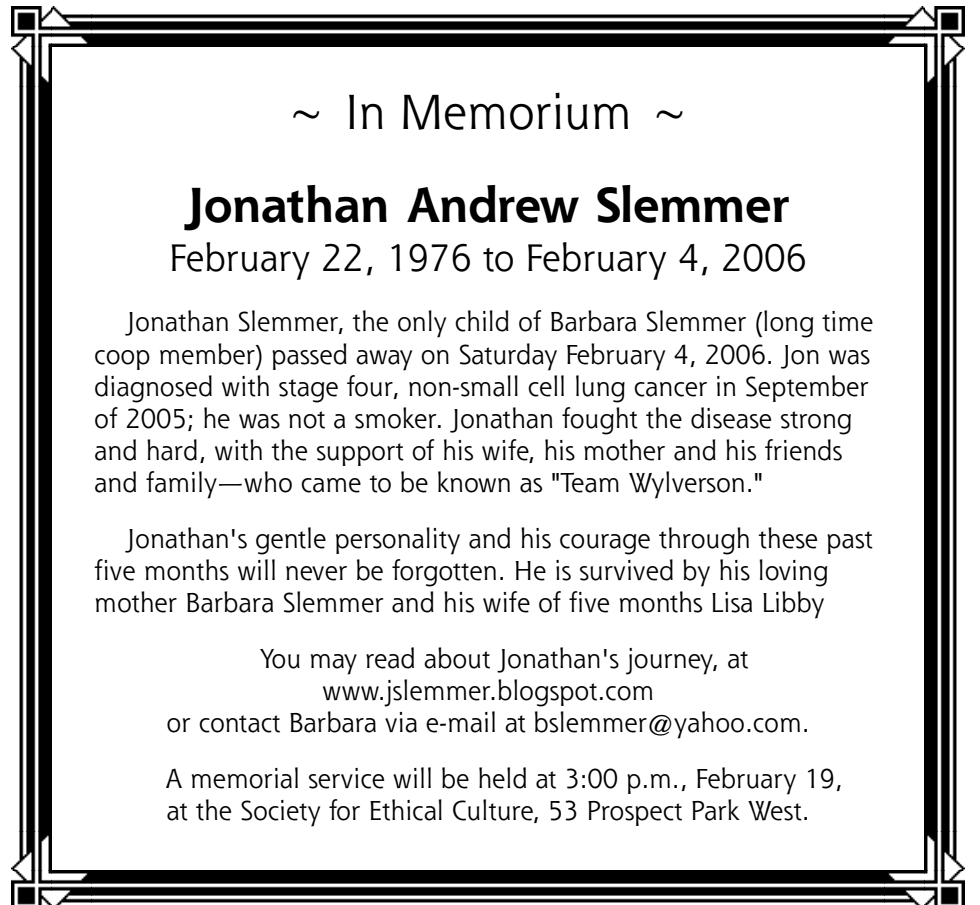 ~ In Memorium ~
Jonathan Andrew Slemmer
February 22, 1976 to February 4, 2006
Jonathan Slemmer, the only child of Barbara Slemmer (long time
coop member) passed away on Saturday February 4, 2006. Jon was
diagnosed with stage four, non-small cell lung cancer in September
of 2005; he was not a smoker. Jonathan fought the disease strong
and hard, with the support of his wife, his mother and his friends
and family—who came to be known as "Team Wylverson."
Jonathan's gentle personality and his courage through these past
five months will never be forgotten. He is survived by his loving
mother Barbara Slemmer and his wife of five months Lisa Libby
You may read about Jonathan's journey, at
www.jslemmer.blogspot.com
or contact Barbara via e-mail at bslemmer@yahoo.com.
A memorial service will be held at 3:00 p.m., February 19,
at the Society for Ethical Culture, 53 Prospect Park West.